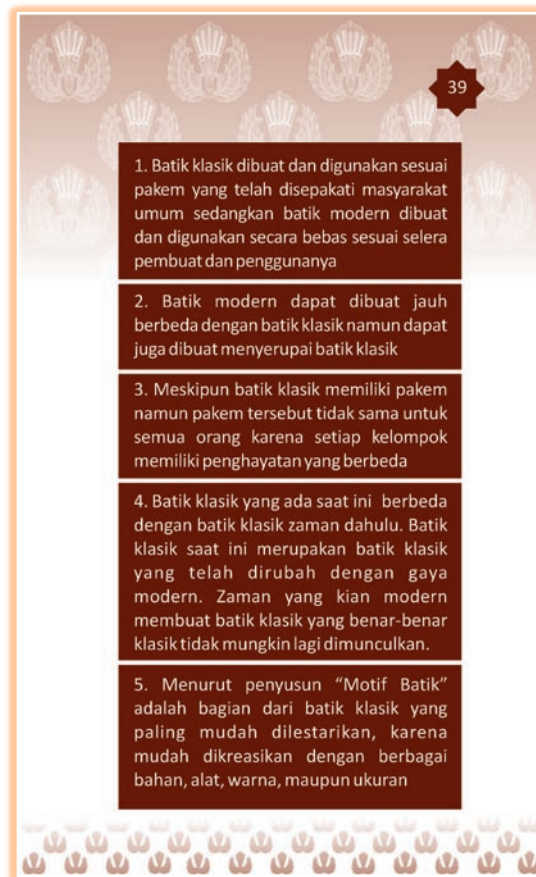 39
1. Batik klasik dibuat dan digunakan sesuai
pakem yang telah disepakati masyarakat
umum sedangkan batik modern dibuat
dan digunakan secara bebas sesuai selera
pembuat dan penggunanya
2. Batik modern dapat dibuat jauh
berbeda dengan batik klasik namun dapat
juga dibuat menyerupai batik klasik
3. Meskipun batik klasik memiliki pakem
namun pakem tersebut tidak sama untuk
semua orang karena setiap kelompok
memiliki penghayatan yang berbeda
4. Batik klasik yang ada saat ini berbeda
dengan batik klasik zaman dahulu. Batik
klasik saat ini merupakan batik klasik
yang telah dirubah dengan gaya
modern. Zaman yang kian modern
membuat batik klasik yang benar-benar
klasik tidak mungkin lagi dimunculkan.
5. Menurut penyusun “Motif Batik”
adalah bagian dari batik klasik yang
paling mudah dilestarikan, karena
mudah dikreasikan dengan berbagai
bahan, alat, warna, maupun ukuran